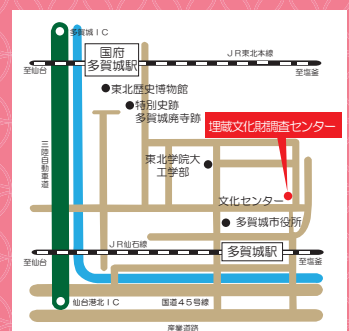 多賀城ＩＣ
国府
多賀城駅
ＪＲ東北本線
至仙台
至塩釜
東北歴史博物館
特別史跡
多賀城廃寺跡
埋蔵文化財調査センター
東北学院大
工学部
三陸自動車道
文化センター
多賀城市役所
ＪＲ仙石線
多賀城駅
至仙台
至塩釜
仙台港北ＩＣ
国道４５号線
産業道路